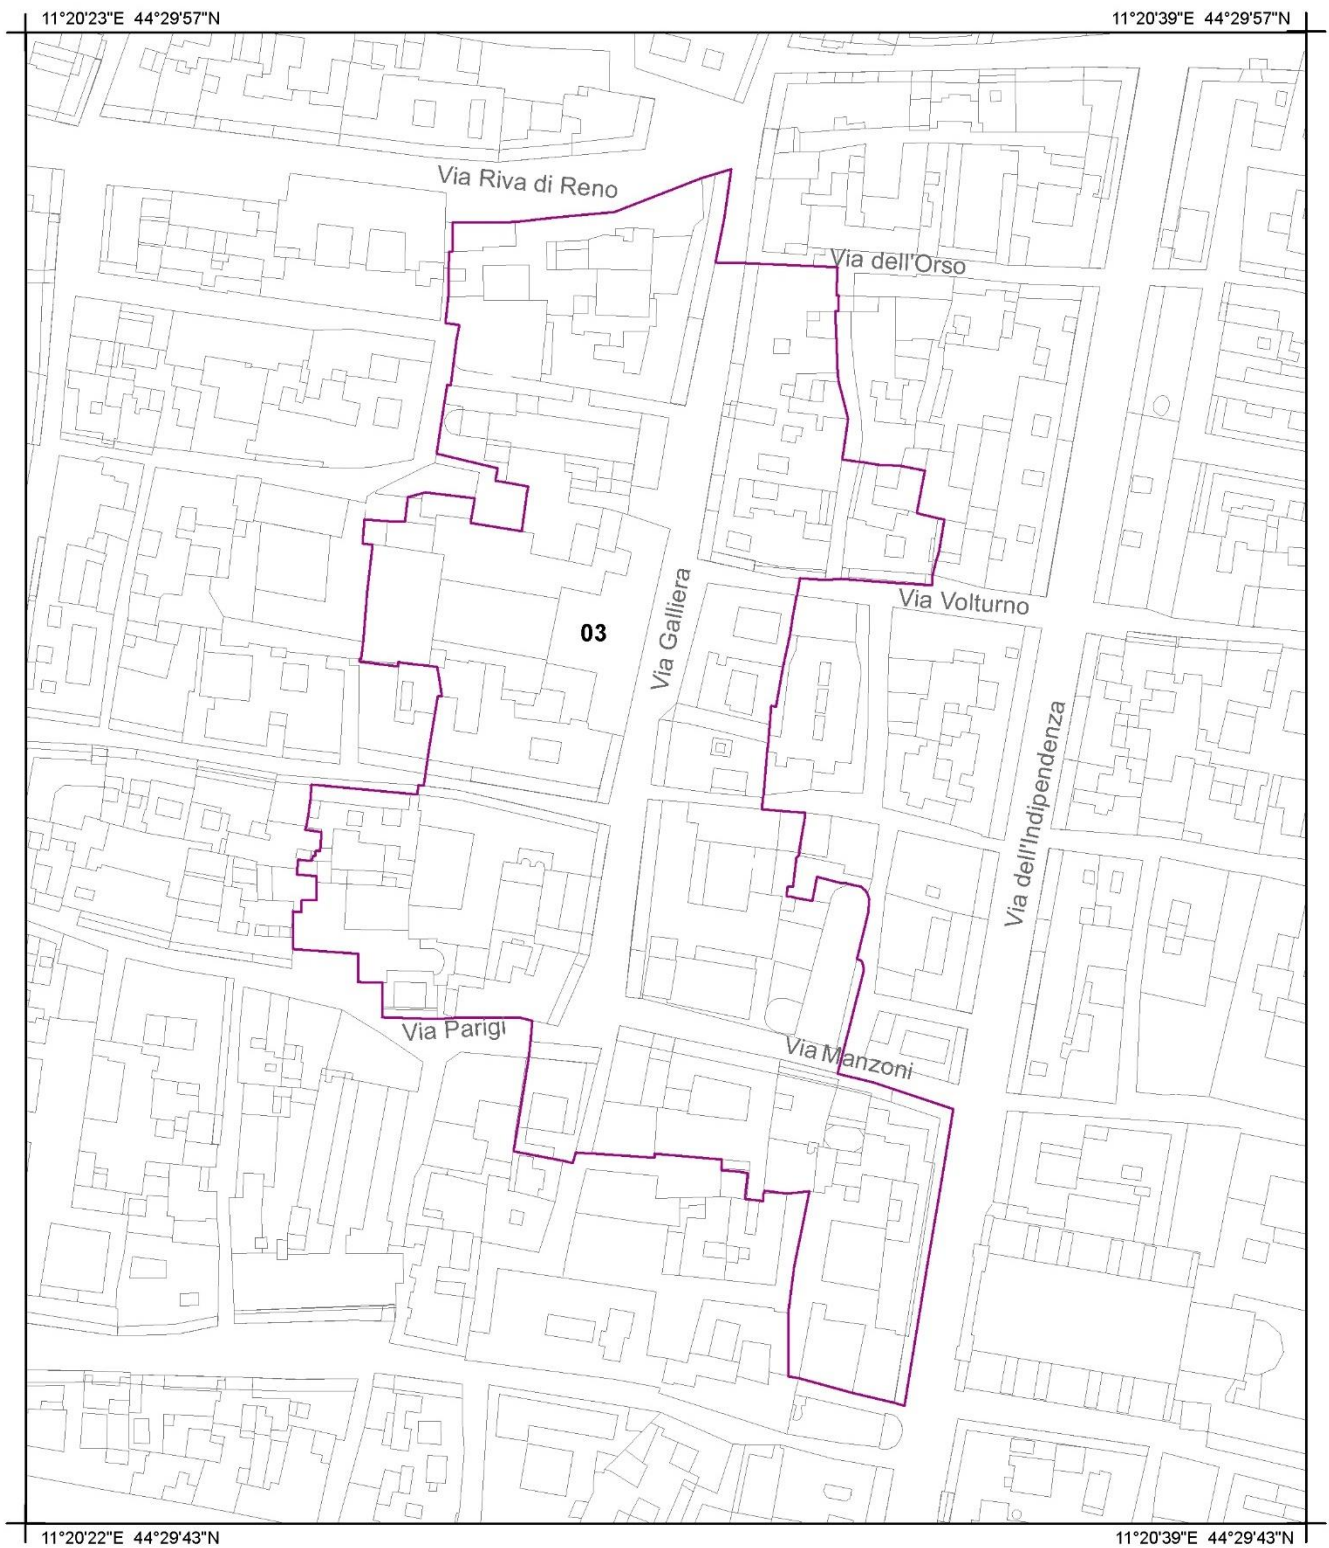 11°20'23"E 44°29'57"N
11°20'39"E 44°29'57"N
Via Riva di Reno
Via dell'Orso
Via Volturno
03
Via Galliera
Via dell'Indipendenza
Via Parigi
Via Manzoni
11°20'22"E 44°29'43"N
11°20'39"E 44°29'43"N